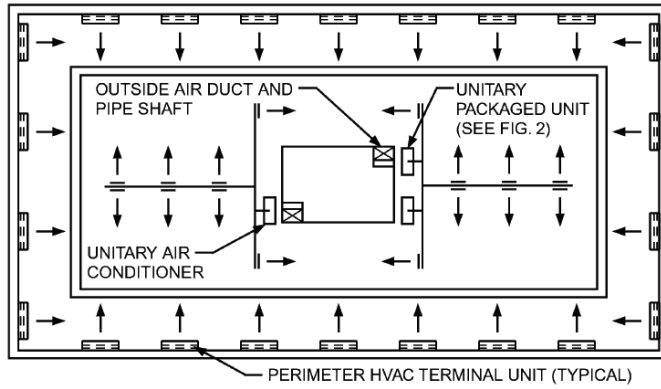 OUTSIDE AIR DUCT AND
PIPE SHAFT
UNITARY
PACKAGED UNIT
(SEE FIG. 2)
UNITARY AIR
CONDITIONER
PERIMETER HVAC TERMINAL UNIT (TYPICAL)